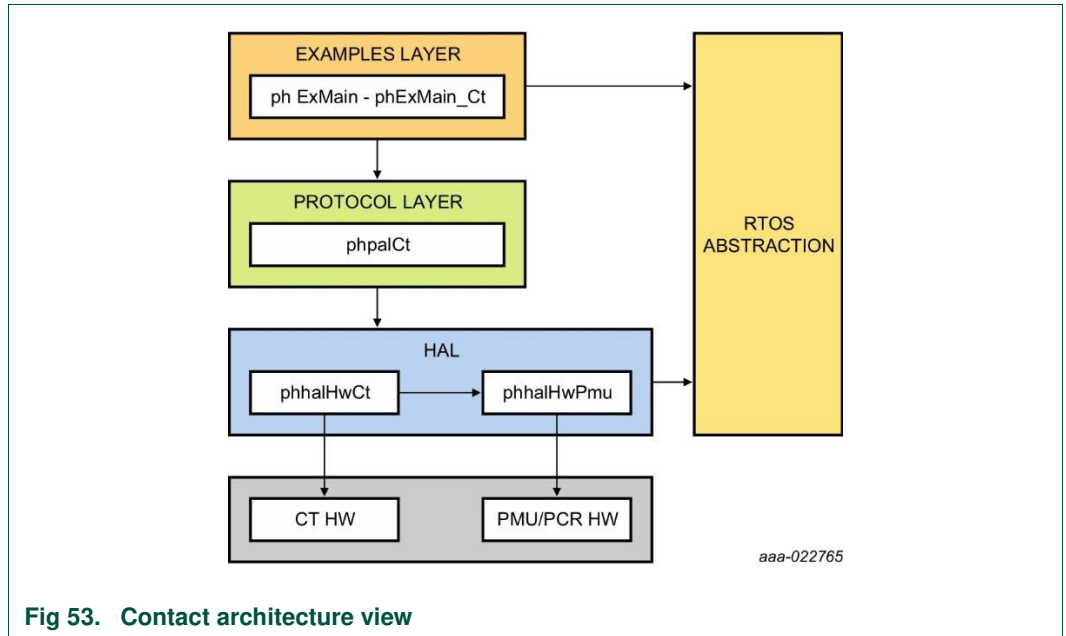 EXAMPLES LAYER
ph ExMain - phExMain_Ct
PROTOCOL LAYER
phpalCt
RTOS
ABSTRACTION
HAL
phhalHwCt
phhalHwPmu
CT HW
PMU/PCR HW
aaa-022765
Fig 53. Contact architecture view